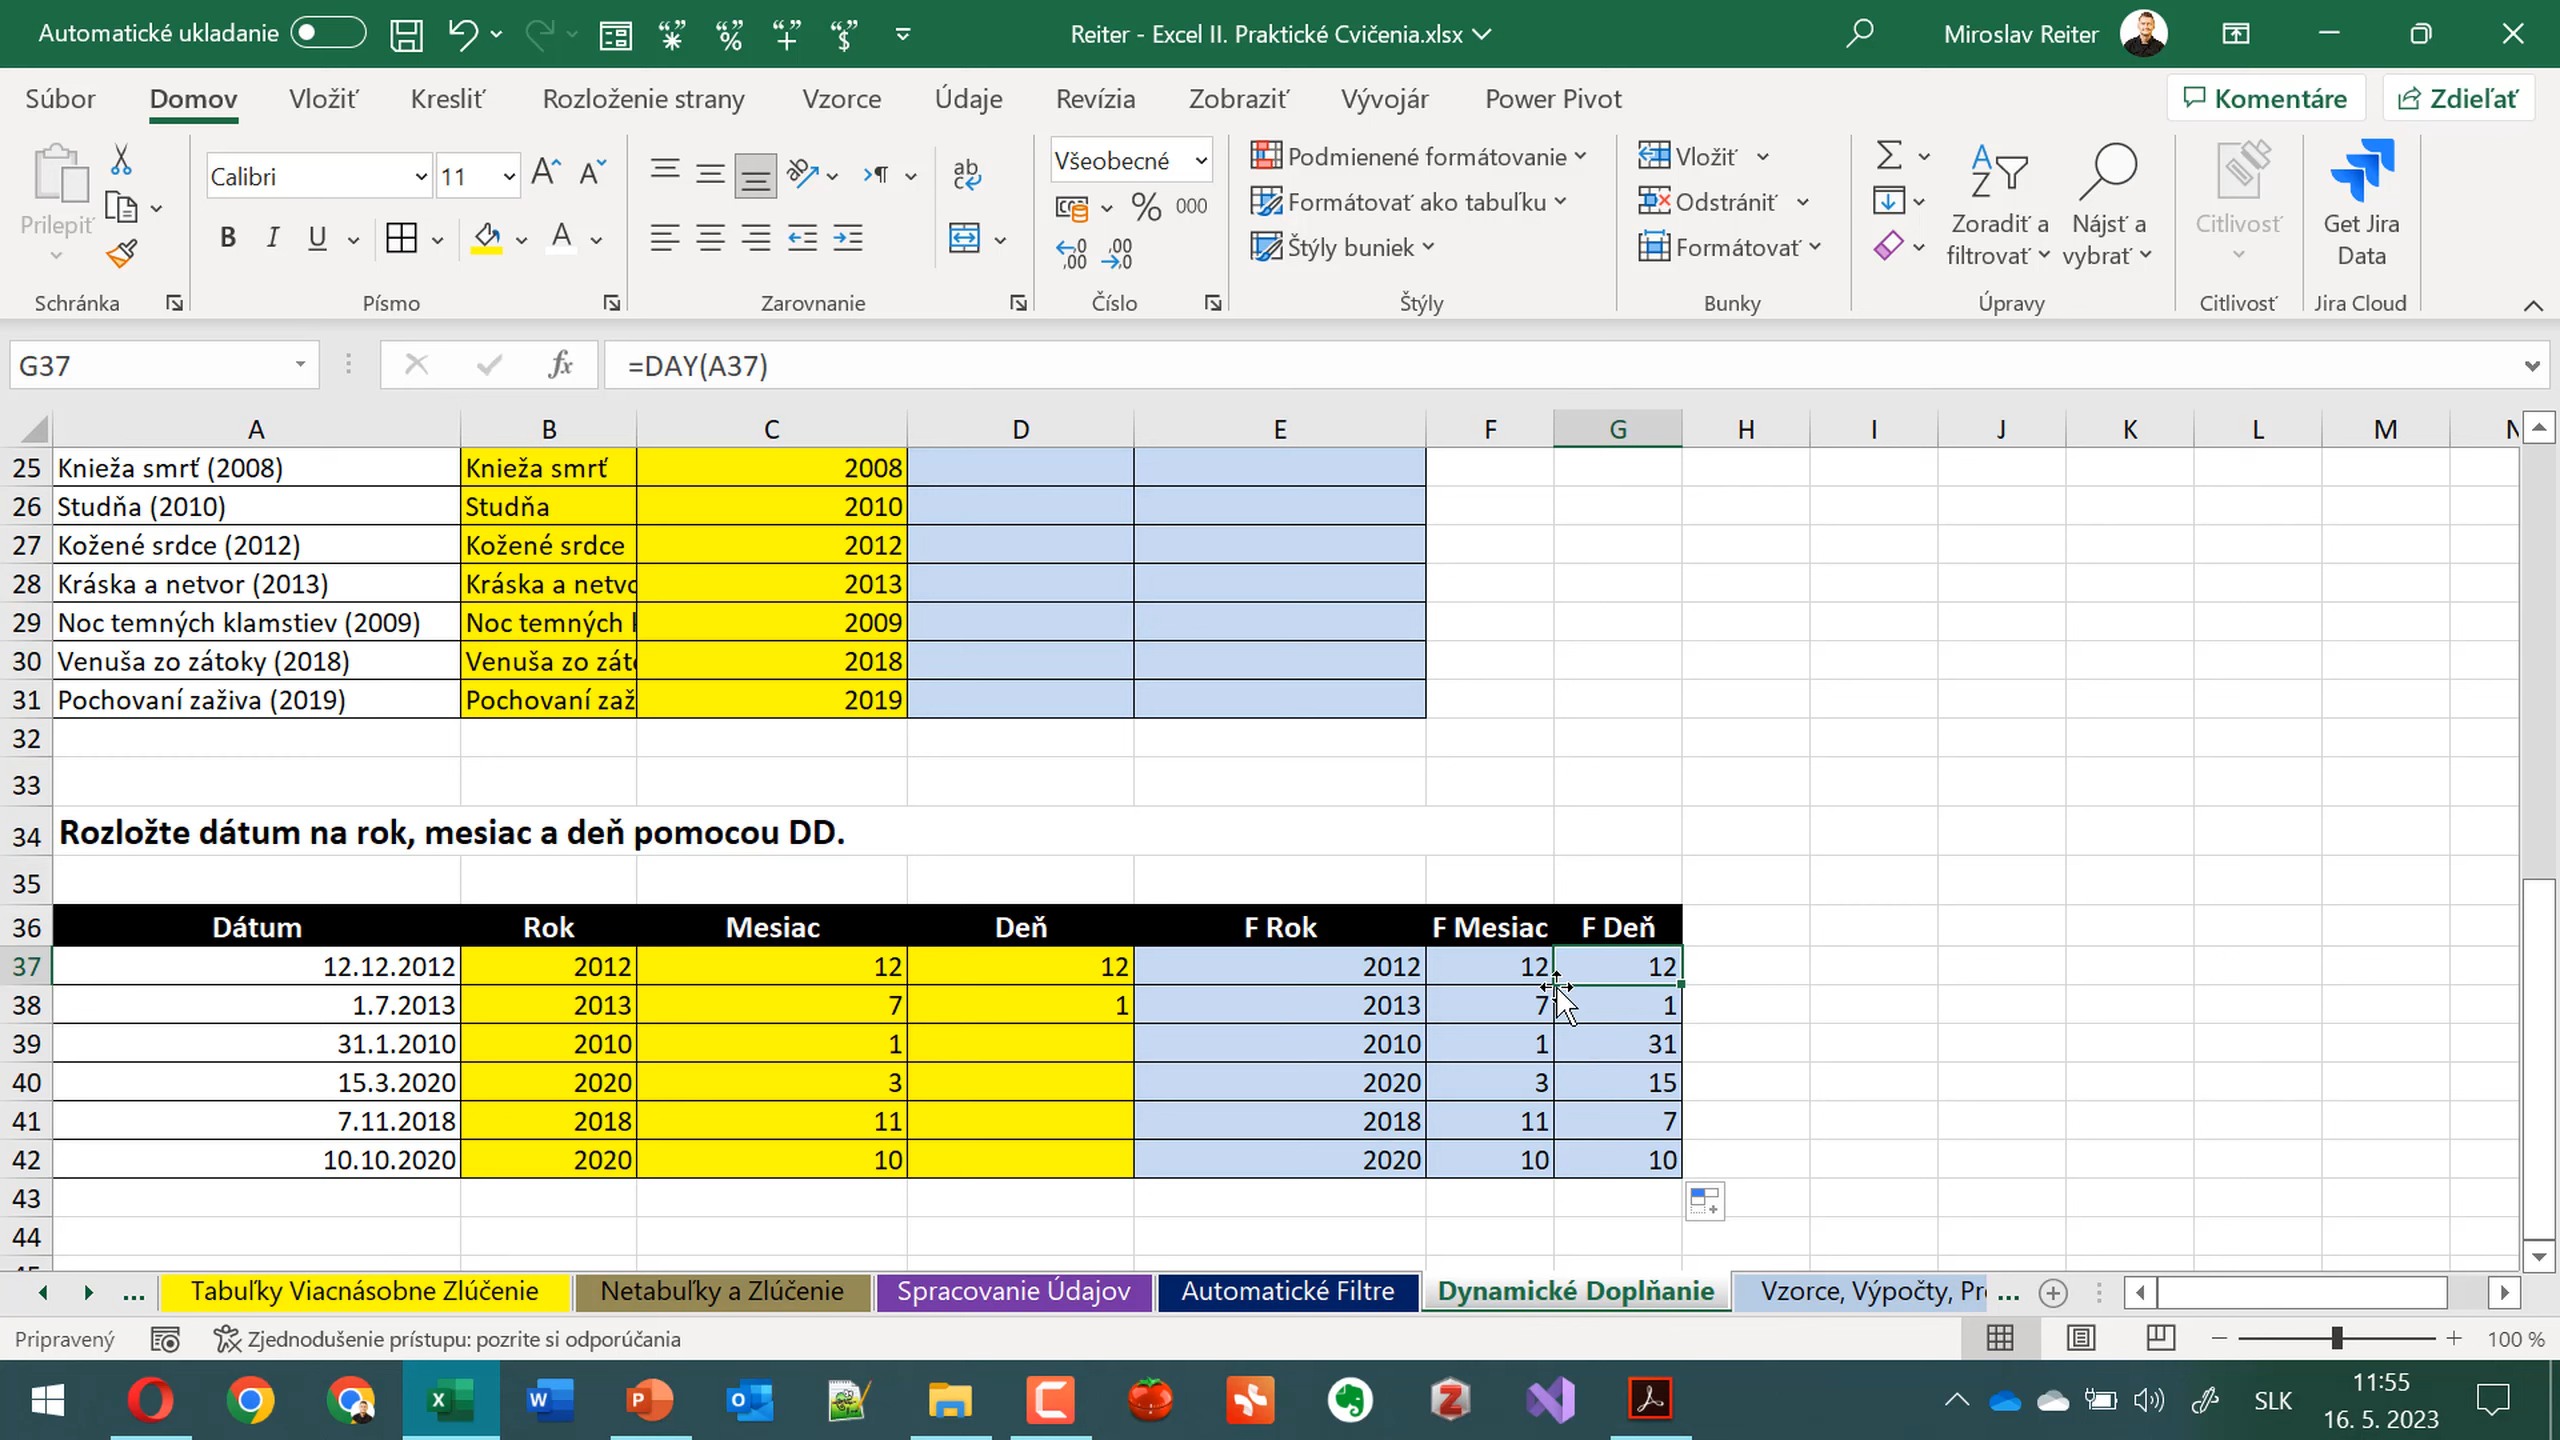 Automatické ukladanie
Reiter - Excel II. Praktické Cvičenia.xlsx
Miroslav Reiter
Súbor Domov Vložiť Kresliť Rozloženie strany Vzorce Údaje Revízia Zobraziť Vývojár Power Pivot Komentáre Zdieľať
Prilepiť
Calibri 11
B I U A
Všeobecné
% 000
Podmienené formátovanie
Formátovať ako tabuľku
Štýly buniek
Vložiť
Odstrániť
Formátovať
Zoradiť a filtrovať
Nájsť a vybrať
Citlivosť
Get Jira Data
Schránka Písmo Zarovnanie Číslo Štýly Bunky Úpravy Citlivosť Jira Cloud
G37 fx =DAY(A37)
A B C D E F G H I J K L M N
25 Knieža smrť (2008) Knieža smrť 2008
26 Studňa (2010) Studňa 2010
27 Kožené srdce (2012) Kožené srdce 2012
28 Kráska a netvor (2013) Kráska a netvo 2013
29 Noc temných klamstiev (2009) Noc temných 2009
30 Venuša zo zátoky (2018) Venuša zo záto 2018
31 Pochovaní zaživa (2019) Pochovaní zaž 2019
32
33
34 Rozložte dátum na rok, mesiac a deň pomocou DD.
35
36 Dátum Rok Mesiac Deň F Rok F Mesiac F Deň
37 12.12.2012 2012 12 12 2012 12 12
38 1.7.2013 2013 7 1 2013 7 1
39 31.1.2010 2010 1 2010 1 31
40 15.3.2020 2020 3 2020 3 15
41 7.11.2018 2018 11 2018 11 7
42 10.10.2020 2020 10 2020 10 10
43
44
... Tabuľky Viacnásobne Zlúčenie Netabuľky a Zlúčenie Spracovanie Údajov Automatické Filtre Dynamické Doplňanie Vzorce, Výpočty, Pr ...
Pripravený Zjednodušenie prístupu: pozrite si odporúčania 100 %
SLK 11:55
16. 5. 2023